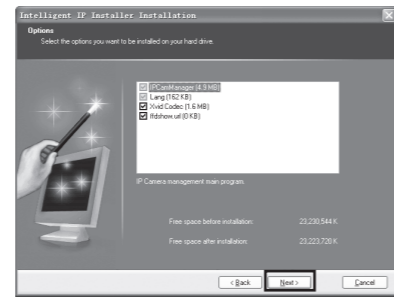 Intelligent IP Installer Installation
Options
Select the options you want to be installed on your hard drive.
IPCamManager (4.9 MB)
Lang (162 KB)
Xvid Codec (1.6 MB)
ffdshow.url (0 KB)
IP Camera management main program.
Free space before installation: 23,230,544 K
Free space after installation: 23,223,720 K
< Back Next > Cancel